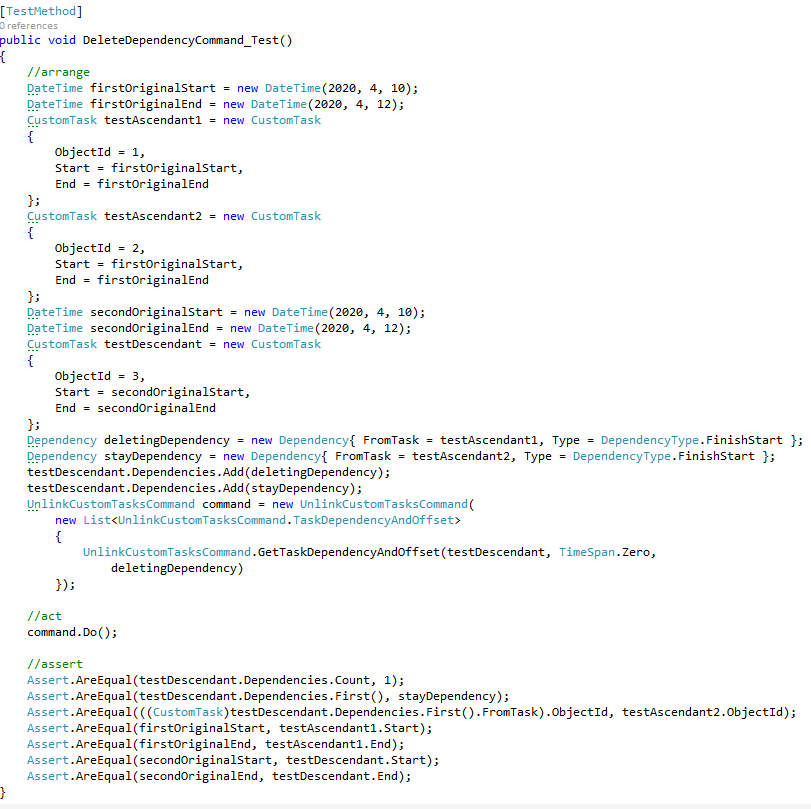 [TestMethod]
0 references
public void DeleteDependencyCommand_Test()
{
    //arrange
    DateTime firstOriginalStart = new DateTime(2020, 4, 10);
    DateTime firstOriginalEnd = new DateTime(2020, 4, 12);
    CustomTask testAscendant1 = new CustomTask
    {
        ObjectId = 1,
        Start = firstOriginalStart,
        End = firstOriginalEnd
    };
    CustomTask testAscendant2 = new CustomTask
    {
        ObjectId = 2,
        Start = firstOriginalStart,
        End = firstOriginalEnd
    };
    DateTime secondOriginalStart = new DateTime(2020, 4, 10);
    DateTime secondOriginalEnd = new DateTime(2020, 4, 12);
    CustomTask testDescendant = new CustomTask
    {
        ObjectId = 3,
        Start = secondOriginalStart,
        End = secondOriginalEnd
    };
    Dependency deletingDependency = new Dependency{ FromTask = testAscendant1, Type = DependencyType.FinishStart };
    Dependency stayDependency = new Dependency{ FromTask = testAscendant2, Type = DependencyType.FinishStart };
    testDescendant.Dependencies.Add(deletingDependency);
    testDescendant.Dependencies.Add(stayDependency);
    UnlinkCustomTasksCommand command = new UnlinkCustomTasksCommand(
        new List<UnlinkCustomTasksCommand.TaskDependencyAndOffset>
        {
            UnlinkCustomTasksCommand.GetTaskDependencyAndOffset(testDescendant, TimeSpan.Zero,
                deletingDependency)
        });

    //act
    command.Do();

    //assert
    Assert.AreEqual(testDescendant.Dependencies.Count, 1);
    Assert.AreEqual(testDescendant.Dependencies.First(), stayDependency);
    Assert.AreEqual(((CustomTask)testDescendant.Dependencies.First().FromTask).ObjectId, testAscendant2.ObjectId);
    Assert.AreEqual(firstOriginalStart, testAscendant1.Start);
    Assert.AreEqual(firstOriginalEnd, testAscendant1.End);
    Assert.AreEqual(secondOriginalStart, testDescendant.Start);
    Assert.AreEqual(secondOriginalEnd, testDescendant.End);
}